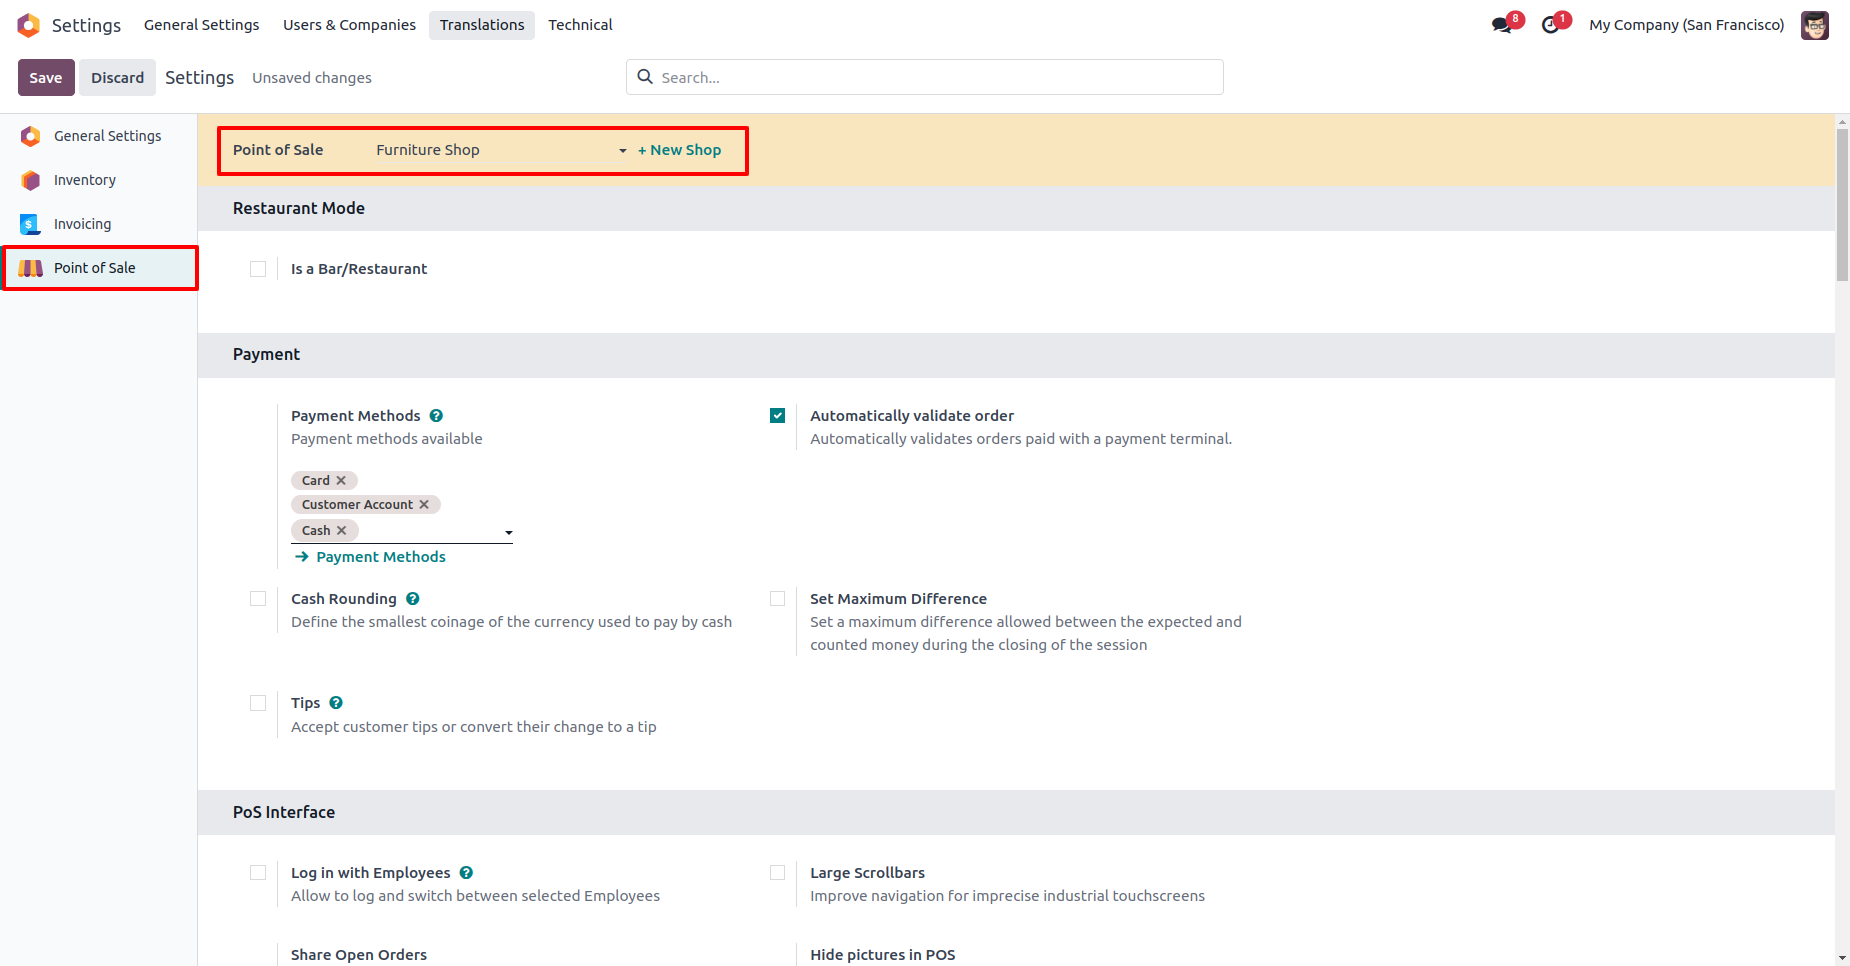 Settings General Settings Users & Companies Translations Technical 8 1 My Company (San Francisco)
Save Discard Settings Unsaved changes Search...
General Settings
Inventory
Invoicing
Point of Sale
Point of Sale Furniture Shop + New Shop
Restaurant Mode
Is a Bar/Restaurant
Payment
Payment Methods ?
Payment methods available
Card ✕
Customer Account ✕
Cash ✕
→ Payment Methods
Automatically validate order
Automatically validates orders paid with a payment terminal.
Cash Rounding ?
Define the smallest coinage of the currency used to pay by cash
Set Maximum Difference
Set a maximum difference allowed between the expected and
counted money during the closing of the session
Tips ?
Accept customer tips or convert their change to a tip
PoS Interface
Log in with Employees ?
Allow to log and switch between selected Employees
Large Scrollbars
Improve navigation for imprecise industrial touchscreens
Share Open Orders
Hide pictures in POS